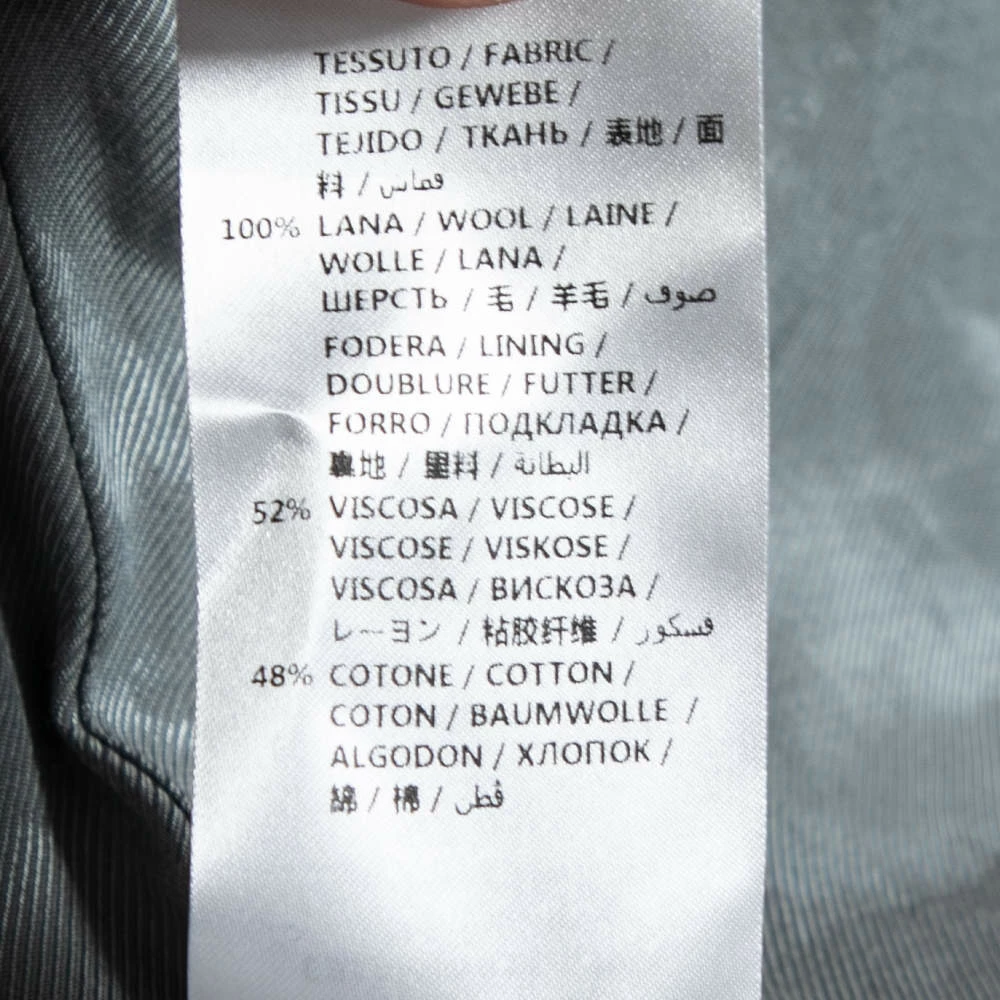 TESSUTO / FABRIC /
TISSU / GEWEBE /
TEJIDO / ТКАНЬ / 表地 / 面
料 / قماس
100% LANA / WOOL / LAINE /
WOLLE / LANA /
ШЕРСТЬ / 毛 / 羊毛 / صوف
FODERA / LINING /
DOUBLURE / FUTTER /
FORRO / ПОДКЛАДКА /
裏地 / 里料 / البطانة
52% VISCOSA / VISCOSE /
VISCOSE / VISKOSE /
VISCOSA / ВИСКОЗА /
レーヨン / 粘胶纤维 / فسكوز
48% COTONE / COTTON /
COTON / BAUMWOLLE /
ALGODON / ХЛОПОК /
綿 / 棉 / قطن